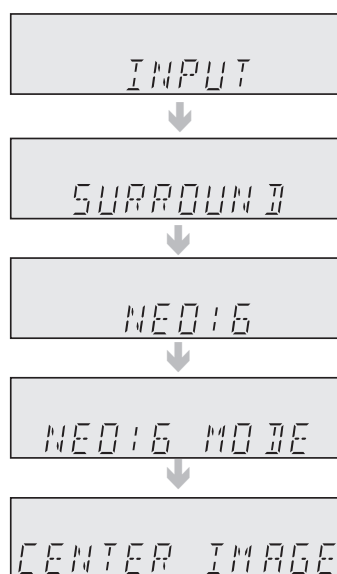 INPUT
SURROUND
NEO:6
NEO:6 MODE
CENTER IMAGE